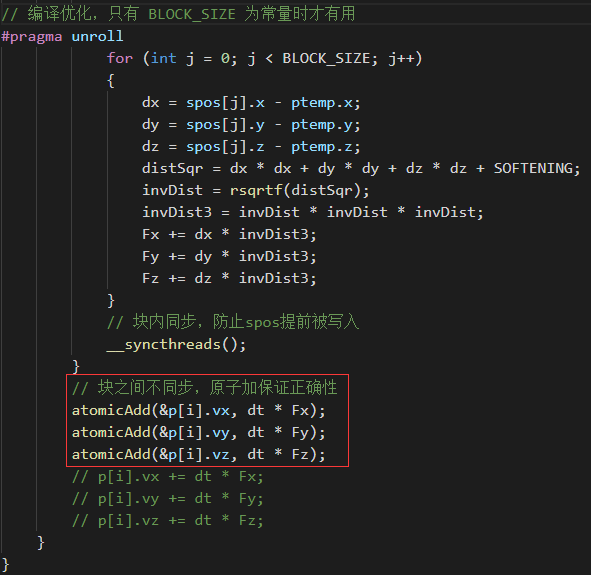 // 编译优化，只有 BLOCK_SIZE 为常量时才有用
#pragma unroll
for (int j = 0; j < BLOCK_SIZE; j++)
{
dx = spos[j].x - ptemp.x;
dy = spos[j].y - ptemp.y;
dz = spos[j].z - ptemp.z;
distSqr = dx * dx + dy * dy + dz * dz + SOFTENING;
invDist = rsqrtf(distSqr);
invDist3 = invDist * invDist * invDist;
Fx += dx * invDist3;
Fy += dy * invDist3;
Fz += dz * invDist3;
}
// 块内同步，防止spos提前被写入
__syncthreads();
}
// 块之间不同步，原子加保证正确性
atomicAdd(&p[i].vx, dt * Fx);
atomicAdd(&p[i].vy, dt * Fy);
atomicAdd(&p[i].vz, dt * Fz);
// p[i].vx += dt * Fx;
// p[i].vy += dt * Fy;
// p[i].vz += dt * Fz;
}
}